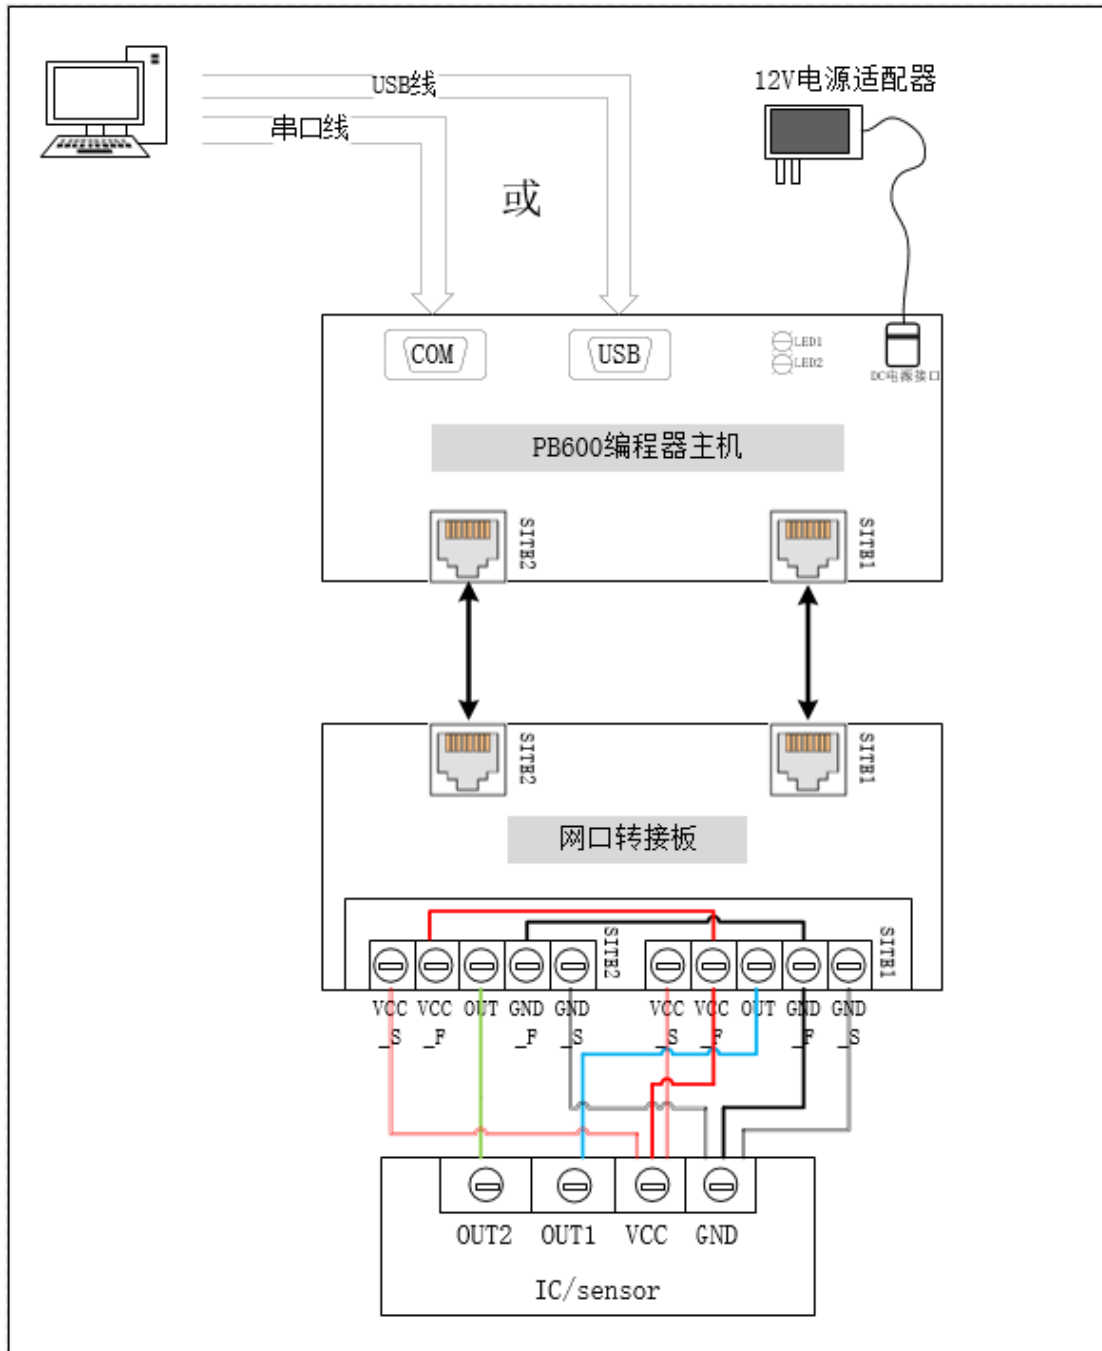 USB线
12V电源适配器
串口线
或
COM
USB
LED1
LED2
DC电源接口
PB600编程器主机
SITE2
SITE1
SITE2
SITE1
网口转接板
SITE2
SITE1
VCC VCC OUT GND GND VCC VCC OUT GND GND
_S _F _F _S _S _F _F _S
OUT2 OUT1 VCC GND
IC/sensor